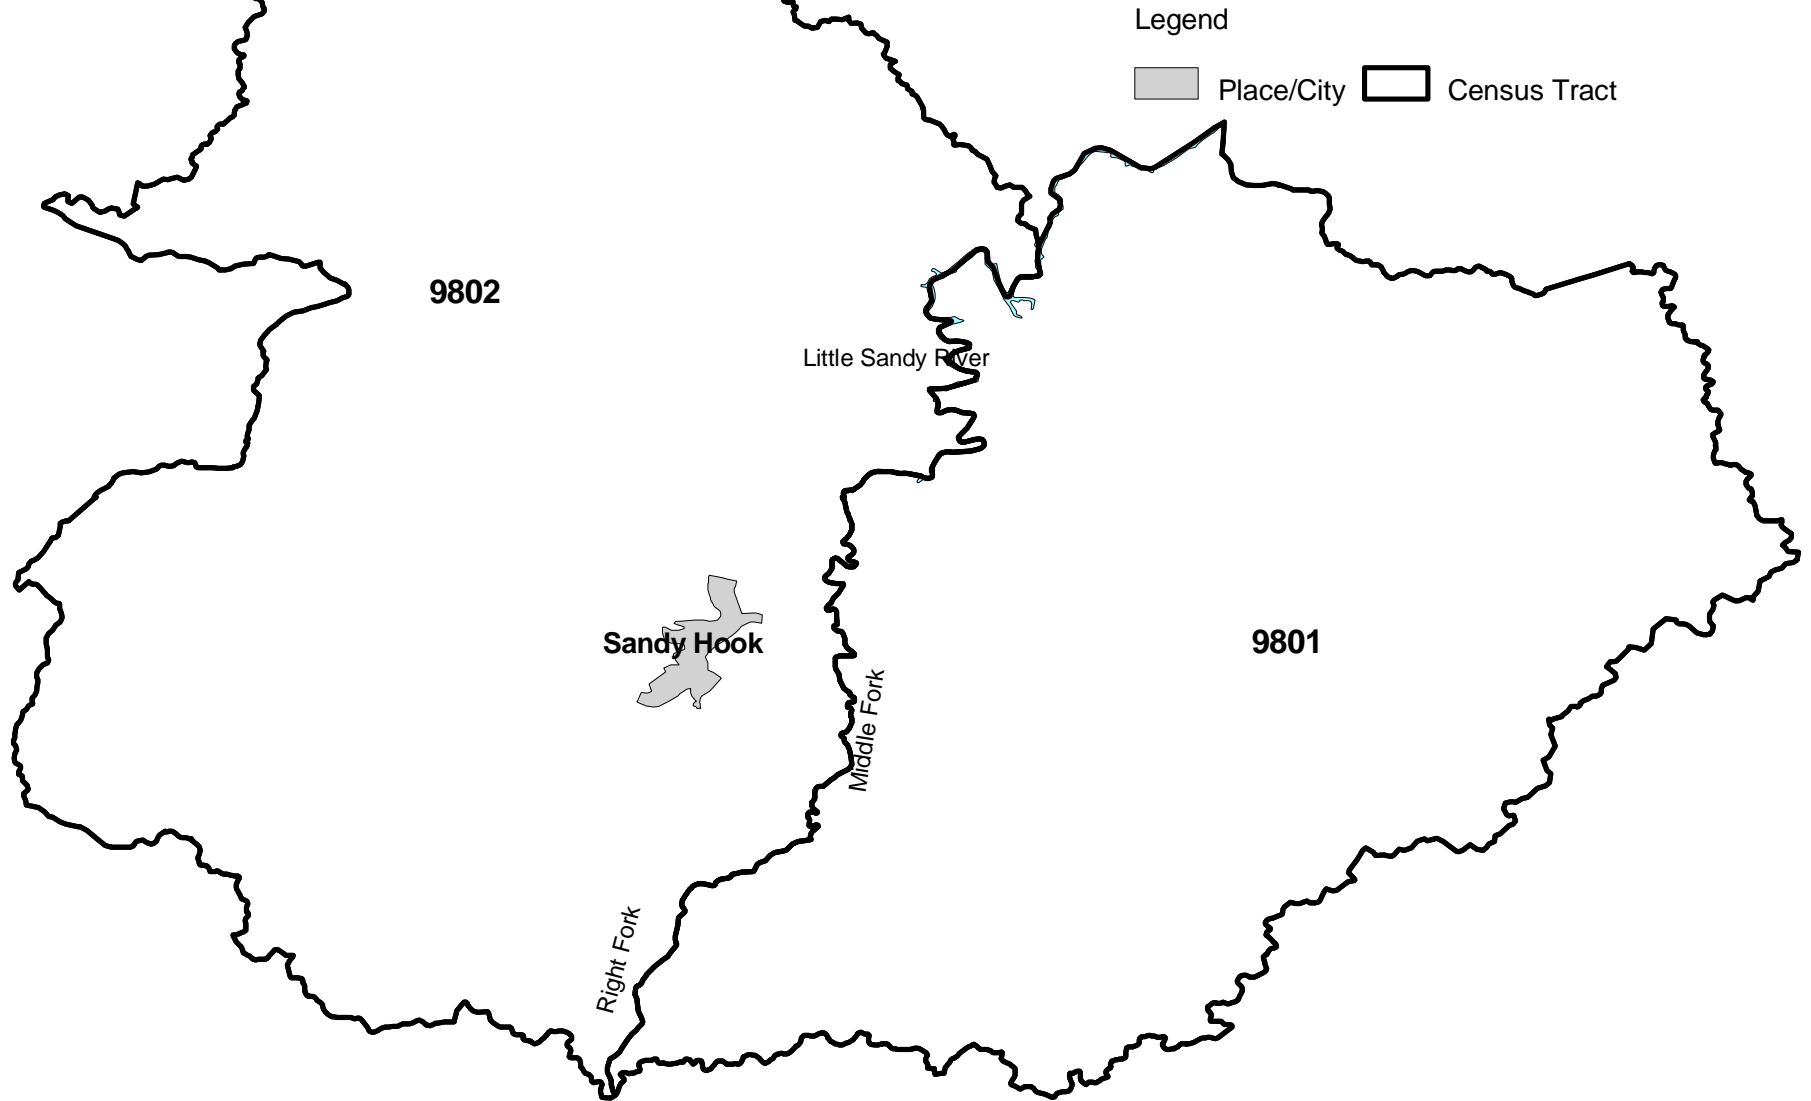 Legend
Place/City
Census Tract
9802
Little Sandy River
Sandy Hook
9801
Middle Fork
Right Fork